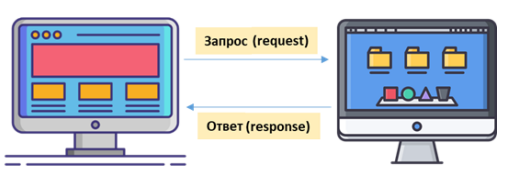 Запрос (request)
Ответ (response)